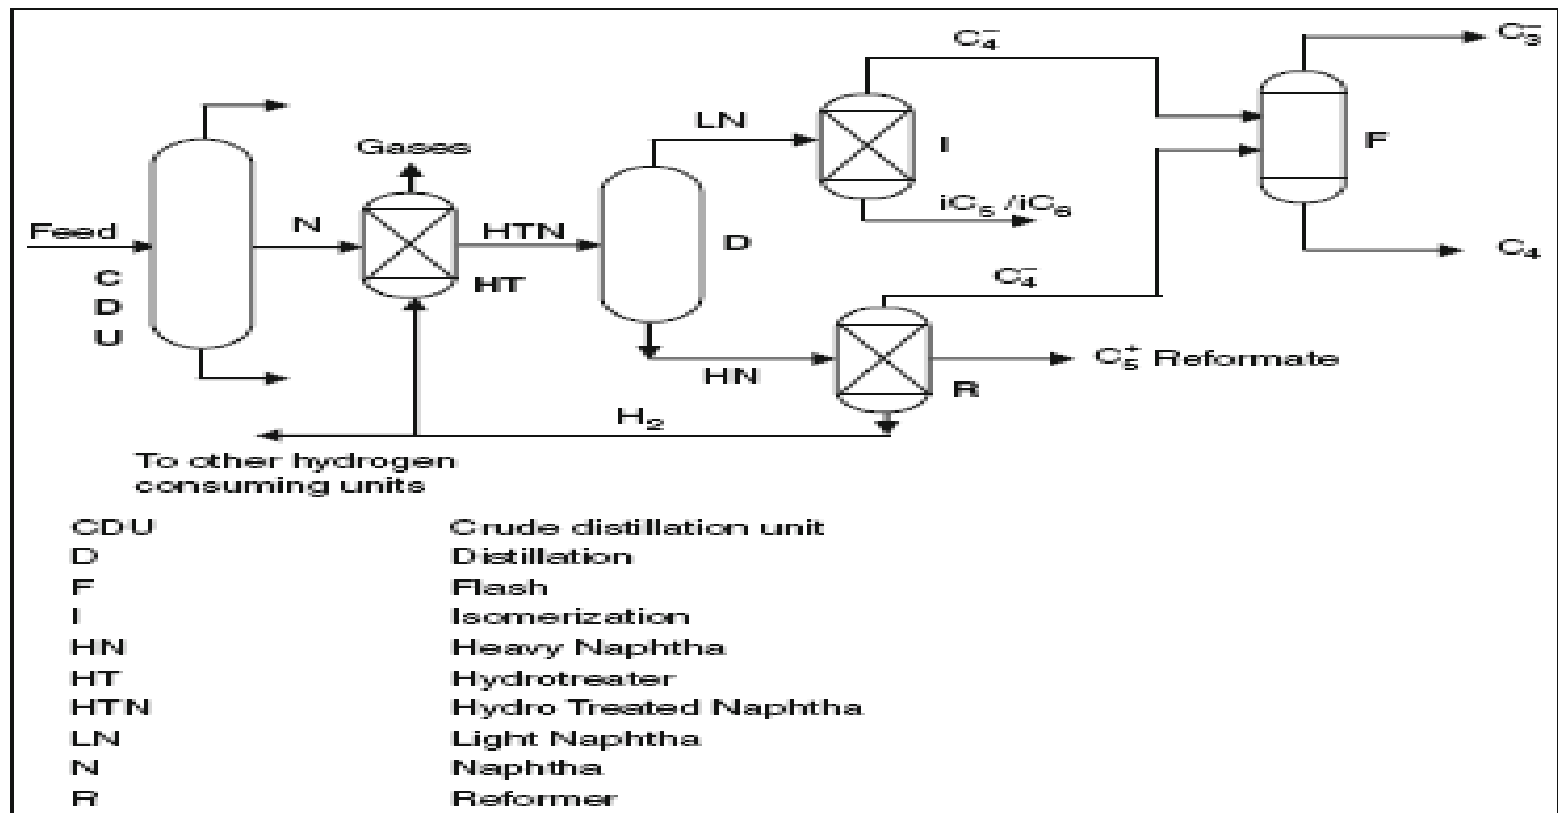 C₄⁻
C₃⁻
LN
I
F
Gases
iC₅ /iC₆
Feed
N
HTN
D
C₄
C
D
U
HT
C₄⁻
HN
R
C₅⁺ Reformate
H₂
To other hydrogen
consuming units
CDU Crude distillation unit
D Distillation
F Flash
I Isomerization
HN Heavy Naphtha
HT Hydrotreater
HTN Hydro Treated Naphtha
LN Light Naphtha
N Naphtha
R Reformer